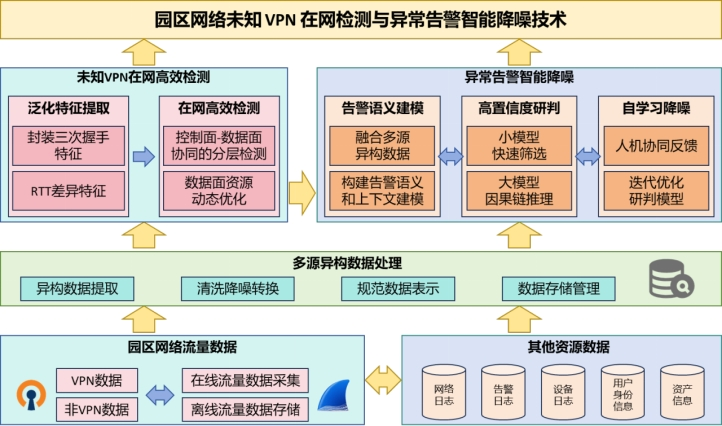 园区网络未知 VPN 在网检测与异常告警智能降噪技术
未知VPN在网高效检测
泛化特征提取
封装三次握手
特征
RTT差异特征
在网高效检测
控制面-数据面
协同的分层检测
数据面资源
动态优化
异常告警智能降噪
告警语义建模
融合多源
异构数据
构建告警语义
和上下文建模
高置信度研判
小模型
快速筛选
大模型
因果链推理
自学习降噪
人机协同反馈
迭代优化
研判模型
多源异构数据处理
异构数据提取
清洗降噪转换
规范数据表示
数据存储管理
园区网络流量数据
VPN数据
非VPN数据
在线流量数据采集
离线流量数据存储
其他资源数据
网络
日志
告警
日志
设备
日志
用户
身份
信息
资产
信息